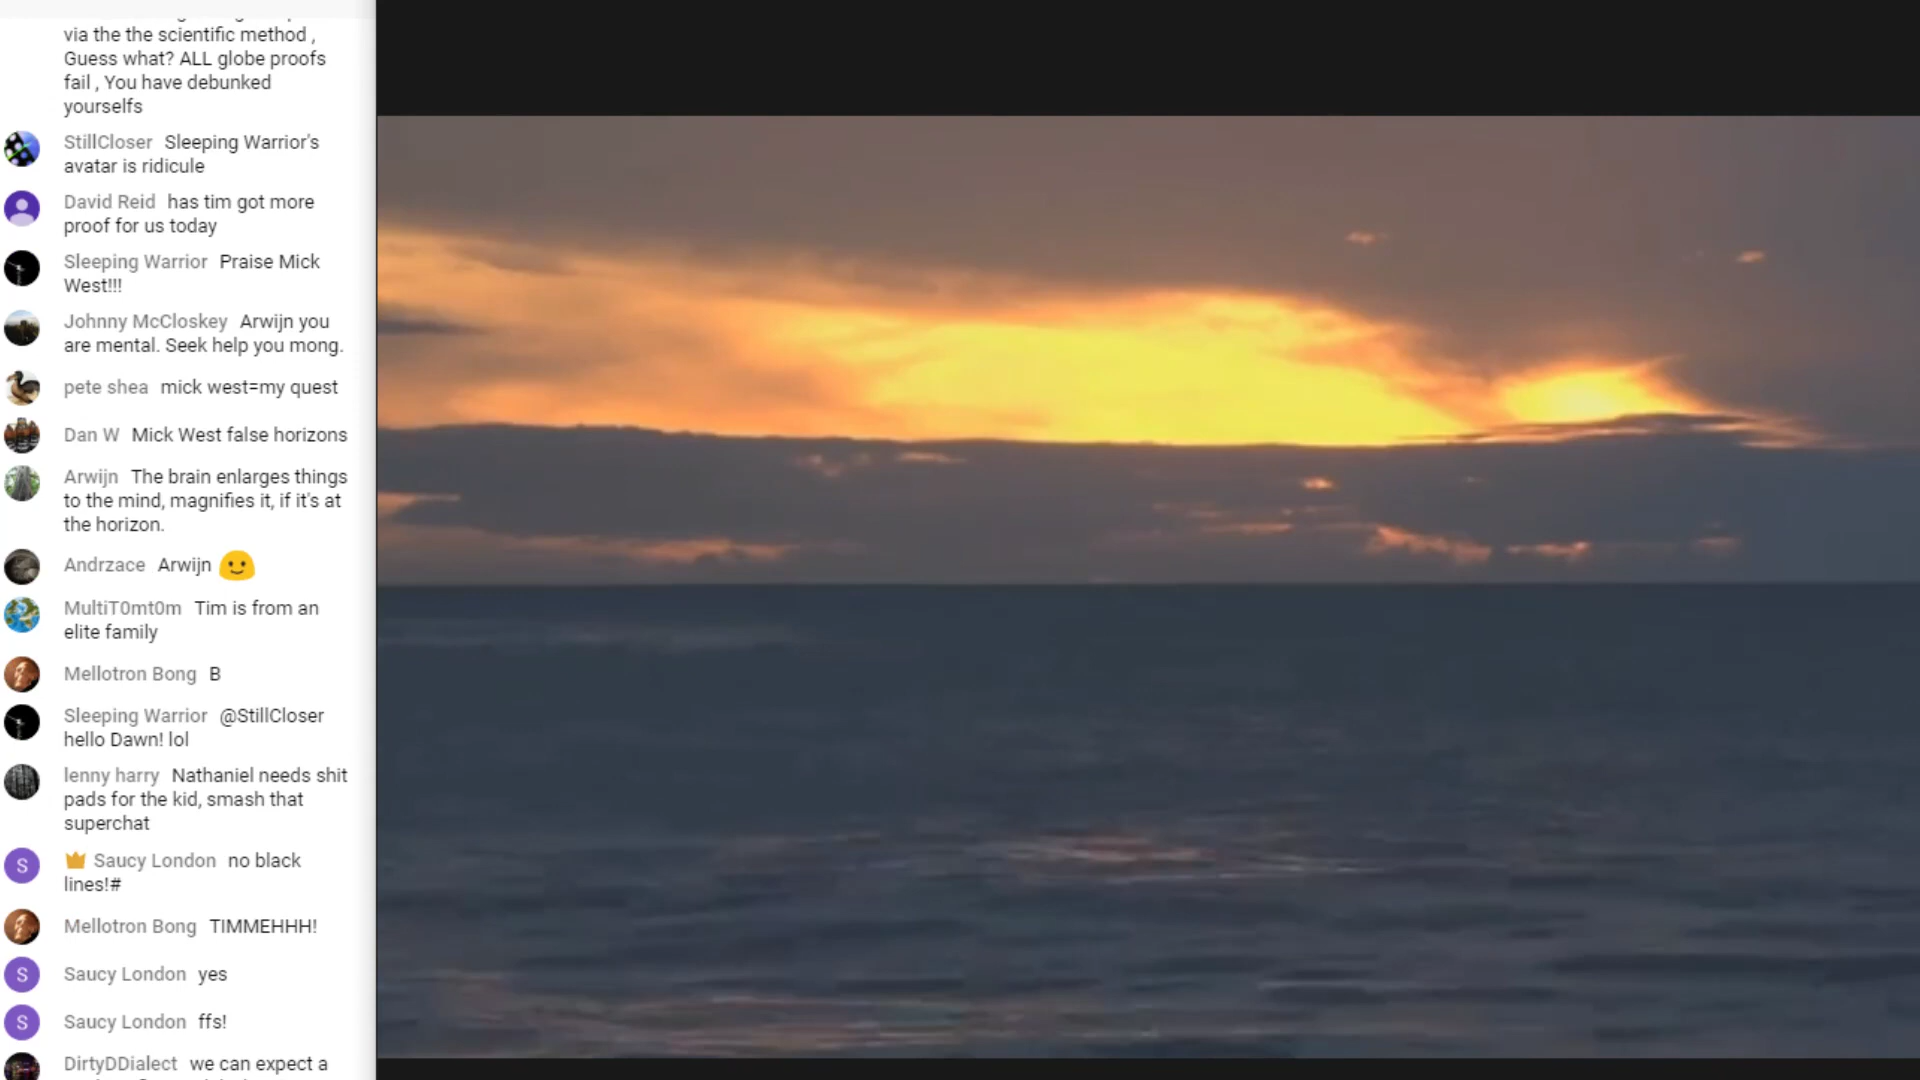 via the the scientific method ,
Guess what? ALL globe proofs
fail , You have debunked
yourselfs
StillCloser Sleeping Warrior's
avatar is ridicule
David Reid has tim got more
proof for us today
Sleeping Warrior Praise Mick
West!!!
Johnny McCloskey Arwijn you
are mental. Seek help you mong.
pete shea mick west=my quest
Dan W Mick West false horizons
Arwijn The brain enlarges things
to the mind, magnifies it, if it's at
the horizon.
Andrzace Arwijn
MultiT0mt0m Tim is from an
elite family
Mellotron Bong B
Sleeping Warrior @StillCloser
hello Dawn! lol
lenny harry Nathaniel needs shit
pads for the kid, smash that
superchat
S Saucy London no black
lines!#
Mellotron Bong TIMMEHHH!
S Saucy London yes
S Saucy London ffs!
DirtyDDialect we can expect a